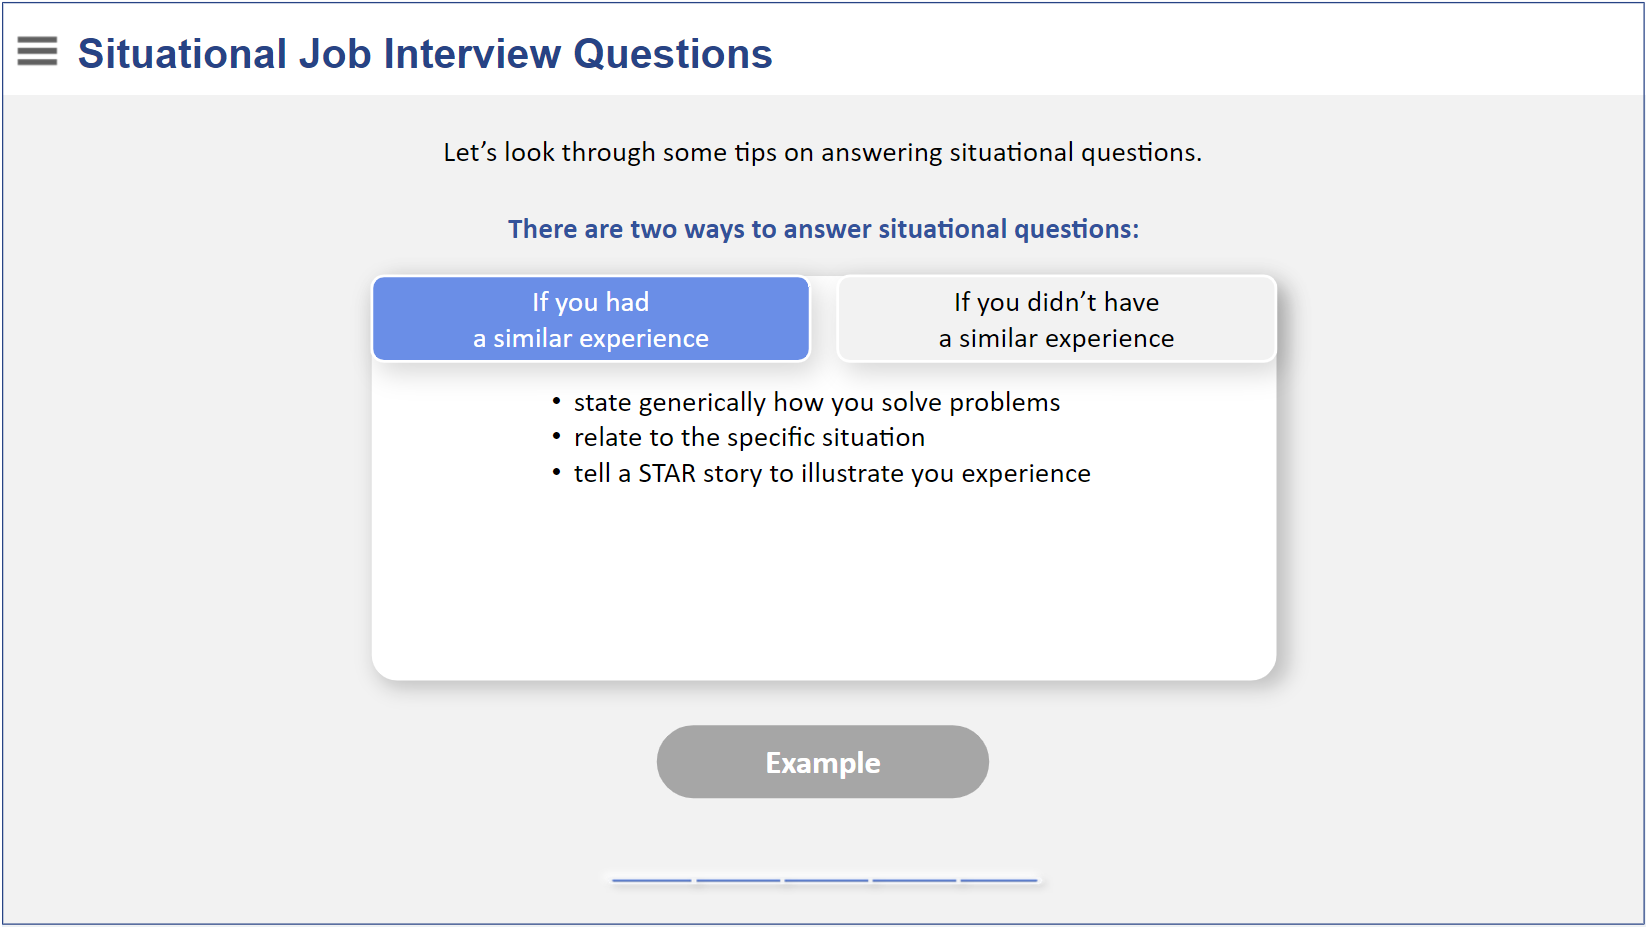 Situational Job Interview Questions
Let’s look through some tips on answering situational questions.
There are two ways to answer situational questions:
If you had
a similar experience
If you didn’t have
a similar experience
• state generically how you solve problems
• relate to the specific situation
• tell a STAR story to illustrate you experience
Example